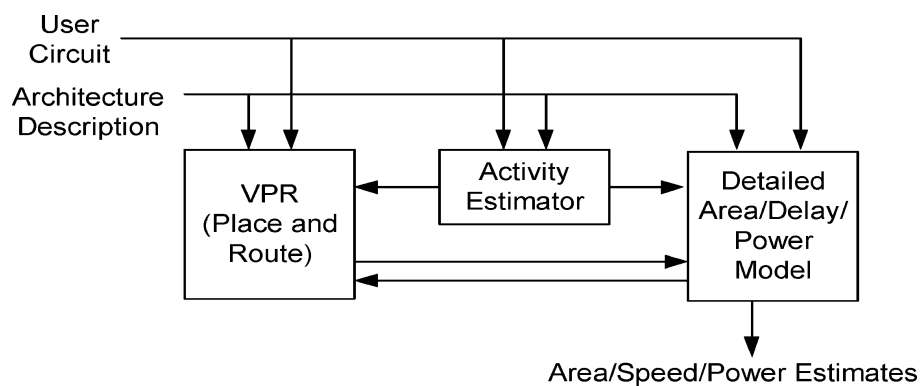 User
Circuit
Architecture
Description
VPR
(Place and
Route)
Activity
Estimator
Detailed
Area/Delay/
Power
Model
Area/Speed/Power Estimates